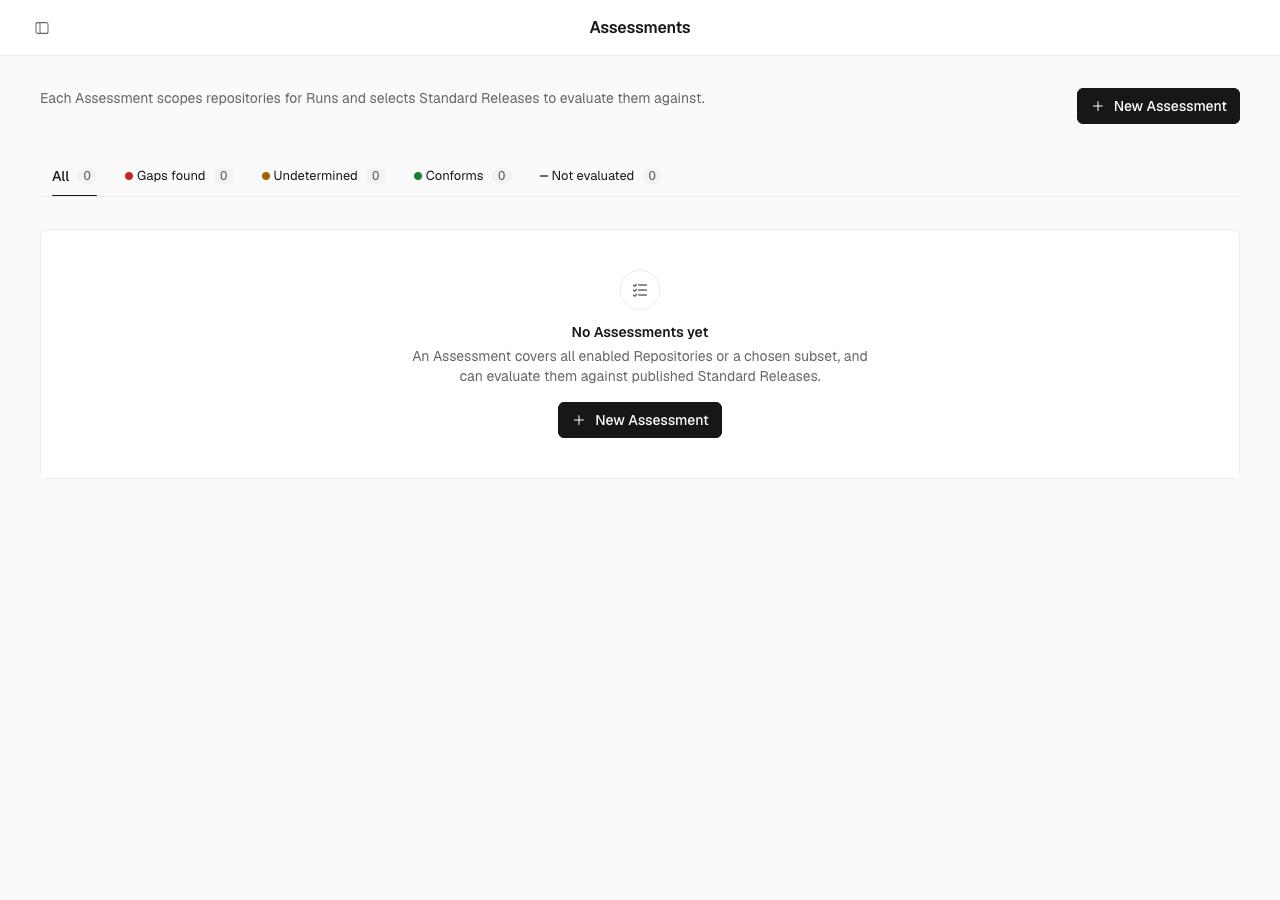 Assessments
Each Assessment scopes repositories for Runs and selects Standard Releases to evaluate them against.
New Assessment
All 0 Gaps found 0 Undetermined 0 Conforms 0 Not evaluated 0
No Assessments yet
An Assessment covers all enabled Repositories or a chosen subset, and
can evaluate them against published Standard Releases.
New Assessment